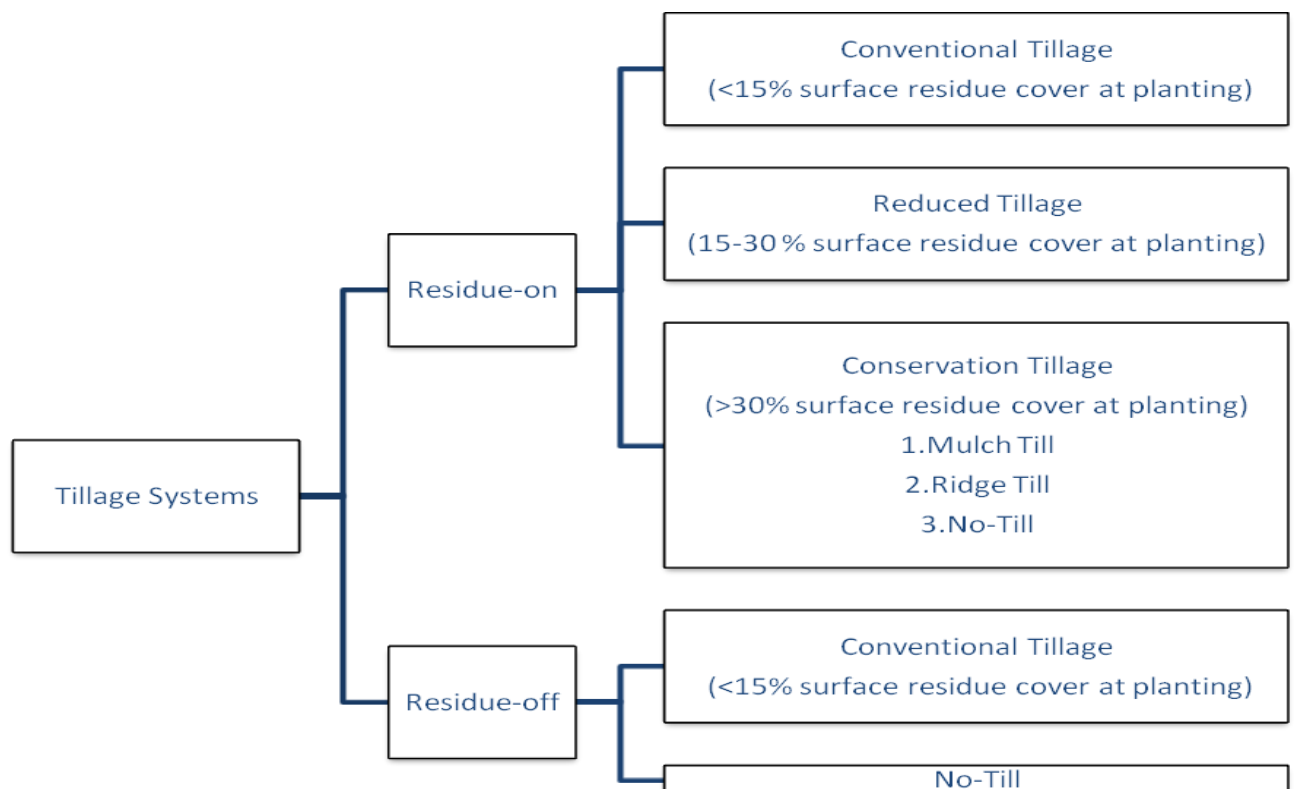 Conventional Tillage
(<15% surface residue cover at planting)
Reduced Tillage
(15-30 % surface residue cover at planting)
Residue-on
Conservation Tillage
(>30% surface residue cover at planting)
1.Mulch Till
2.Ridge Till
3.No-Till
Tillage Systems
Conventional Tillage
(<15% surface residue cover at planting)
Residue-off
No-Till